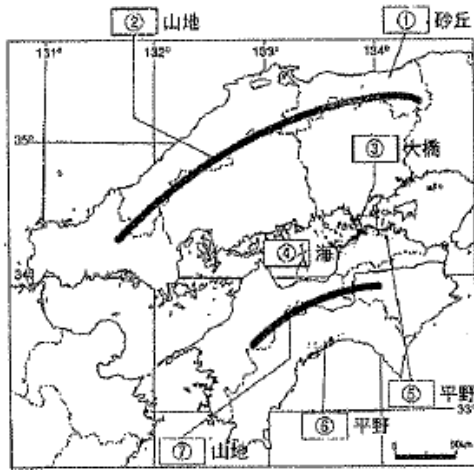 ② 山地
① 砂丘
131° 132° 133° 134°
35°
③ 大橋
④ 海
34
⑤ 平野
33
⑥ 平野
⑦ 山地
0 50km